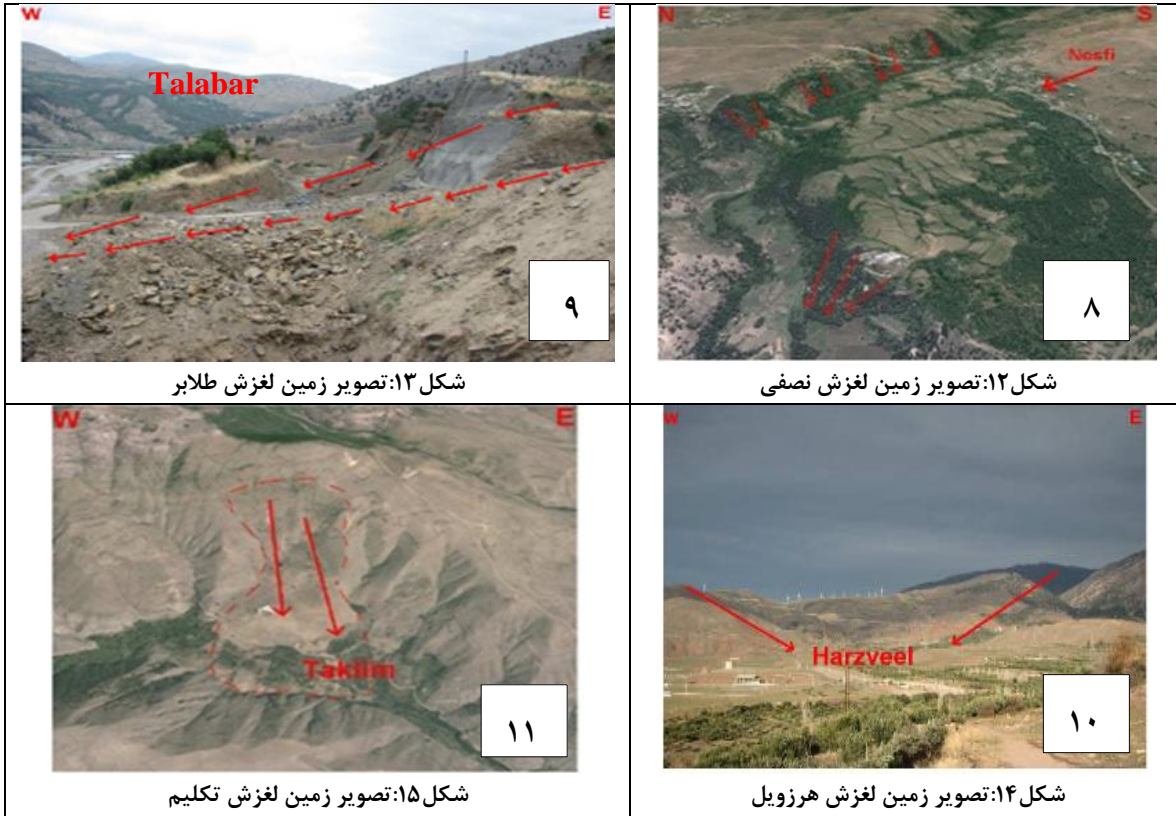 N S
Nosfi
۸
شکل۱۲:تصویر زمین لغزش نصفی
W E
Talabar
۹
شکل۱۳:تصویر زمین لغزش طلابر
W E
Harzveel
۱۰
شکل۱۴:تصویر زمین لغزش هرزویل
W E
Taklim
۱۱
شکل۱۵:تصویر زمین لغزش تکلیم